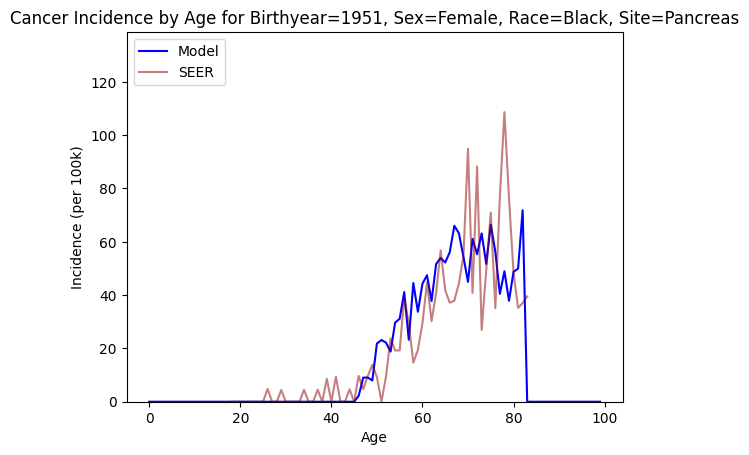 Cancer Incidence by Age for Birthyear=1951, Sex=Female, Race=Black, Site=Pancreas
Model
SEER
120
100
80
60
40
20
0
Incidence (per 100k)
0 20 40 60 80 100
Age